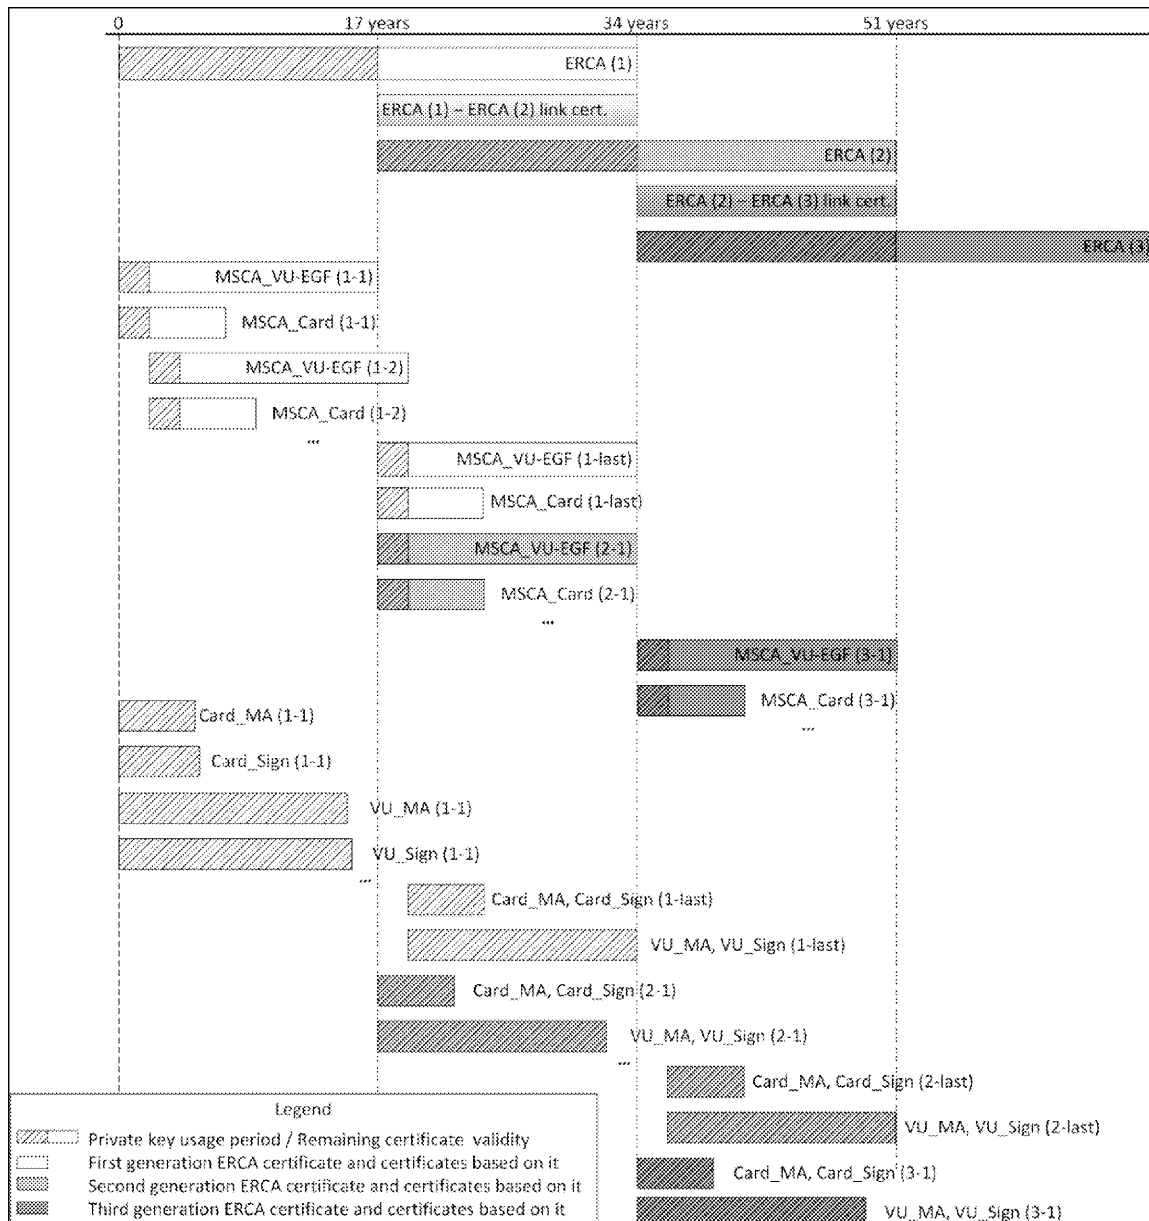 0 17 years 34 years 51 years
ERCA (1)
ERCA (1) – ERCA (2) link cert.
ERCA (2)
ERCA (2) – ERCA (3) link cert.
ERCA (3)
MSCA_VU-EGF (1-1)
MSCA_Card (1-1)
MSCA_VU-EGF (1-2)
MSCA_Card (1-2)
...
MSCA_VU-EGF (1-last)
MSCA_Card (1-last)
MSCA_VU-EGF (2-1)
MSCA_Card (2-1)
...
MSCA_VU-EGF (3-1)
MSCA_Card (3-1)
...
Card_MA (1-1)
Card_Sign (1-1)
VU_MA (1-1)
VU_Sign (1-1)
...
Card_MA, Card_Sign (1-last)
VU_MA, VU_Sign (1-last)
Card_MA, Card_Sign (2-1)
VU_MA, VU_Sign (2-1)
...
Card_MA, Card_Sign (2-last)
VU_MA, VU_Sign (2-last)
Card_MA, Card_Sign (3-1)
VU_MA, VU_Sign (3-1)
Legend
Private key usage period / Remaining certificate validity
First generation ERCA certificate and certificates based on it
Second generation ERCA certificate and certificates based on it
Third generation ERCA certificate and certificates based on it